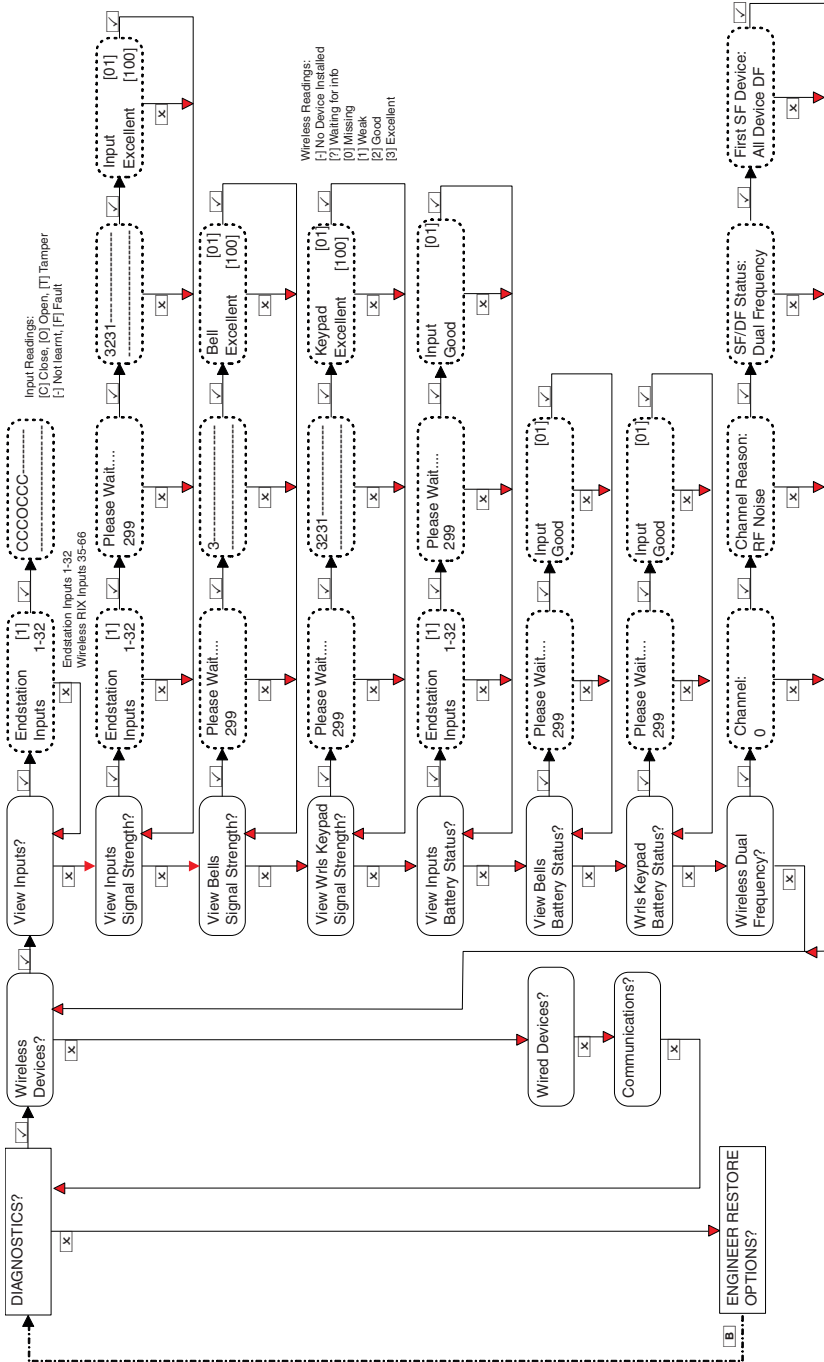 DIAGNOSTICS?
Wireless
Devices?
View Inputs?
Endstation [1]
Inputs 1-32
CCCOCCC---------
----------------
Input Readings:
[C] Close, [O] Open, [T] Tamper
[-] Not learnt, [F] Fault
Endstation Inputs 1-32
Wireless RIX Inputs 35-66
View Inputs
Signal Strength?
Endstation [1]
Inputs 1-32
Please Wait....
299
3231------------
----------------
Input [01]
Excellent [100]
View Bells
Signal Strength?
Please Wait....
299
3---------------
----------------
Bell [01]
Excellent [100]
View Wrls Keypad
Signal Strength?
Please Wait....
299
3231------------
----------------
Keypad [01]
Excellent [100]
Wireless Readings:
[-] No Device Installed
[?] Waiting for info
[0] Missing
[1] Weak
[2] Good
[3] Excellent
View Inputs
Battery Status?
Endstation [1]
Inputs 1-32
Please Wait....
299
Input [01]
Good
Wired Devices?
View Bells
Battery Status?
Please Wait....
299
Input [01]
Good
Communications?
Wrls Keypad
Battery Status?
Please Wait....
299
Input [01]
Good
ENGINEER RESTORE
OPTIONS?
B
Wireless Dual
Frequency?
Channel:
0
Channel Reason:
RF Noise
SF/DF Status:
Dual Frequency
First SF Device:
All Device DF